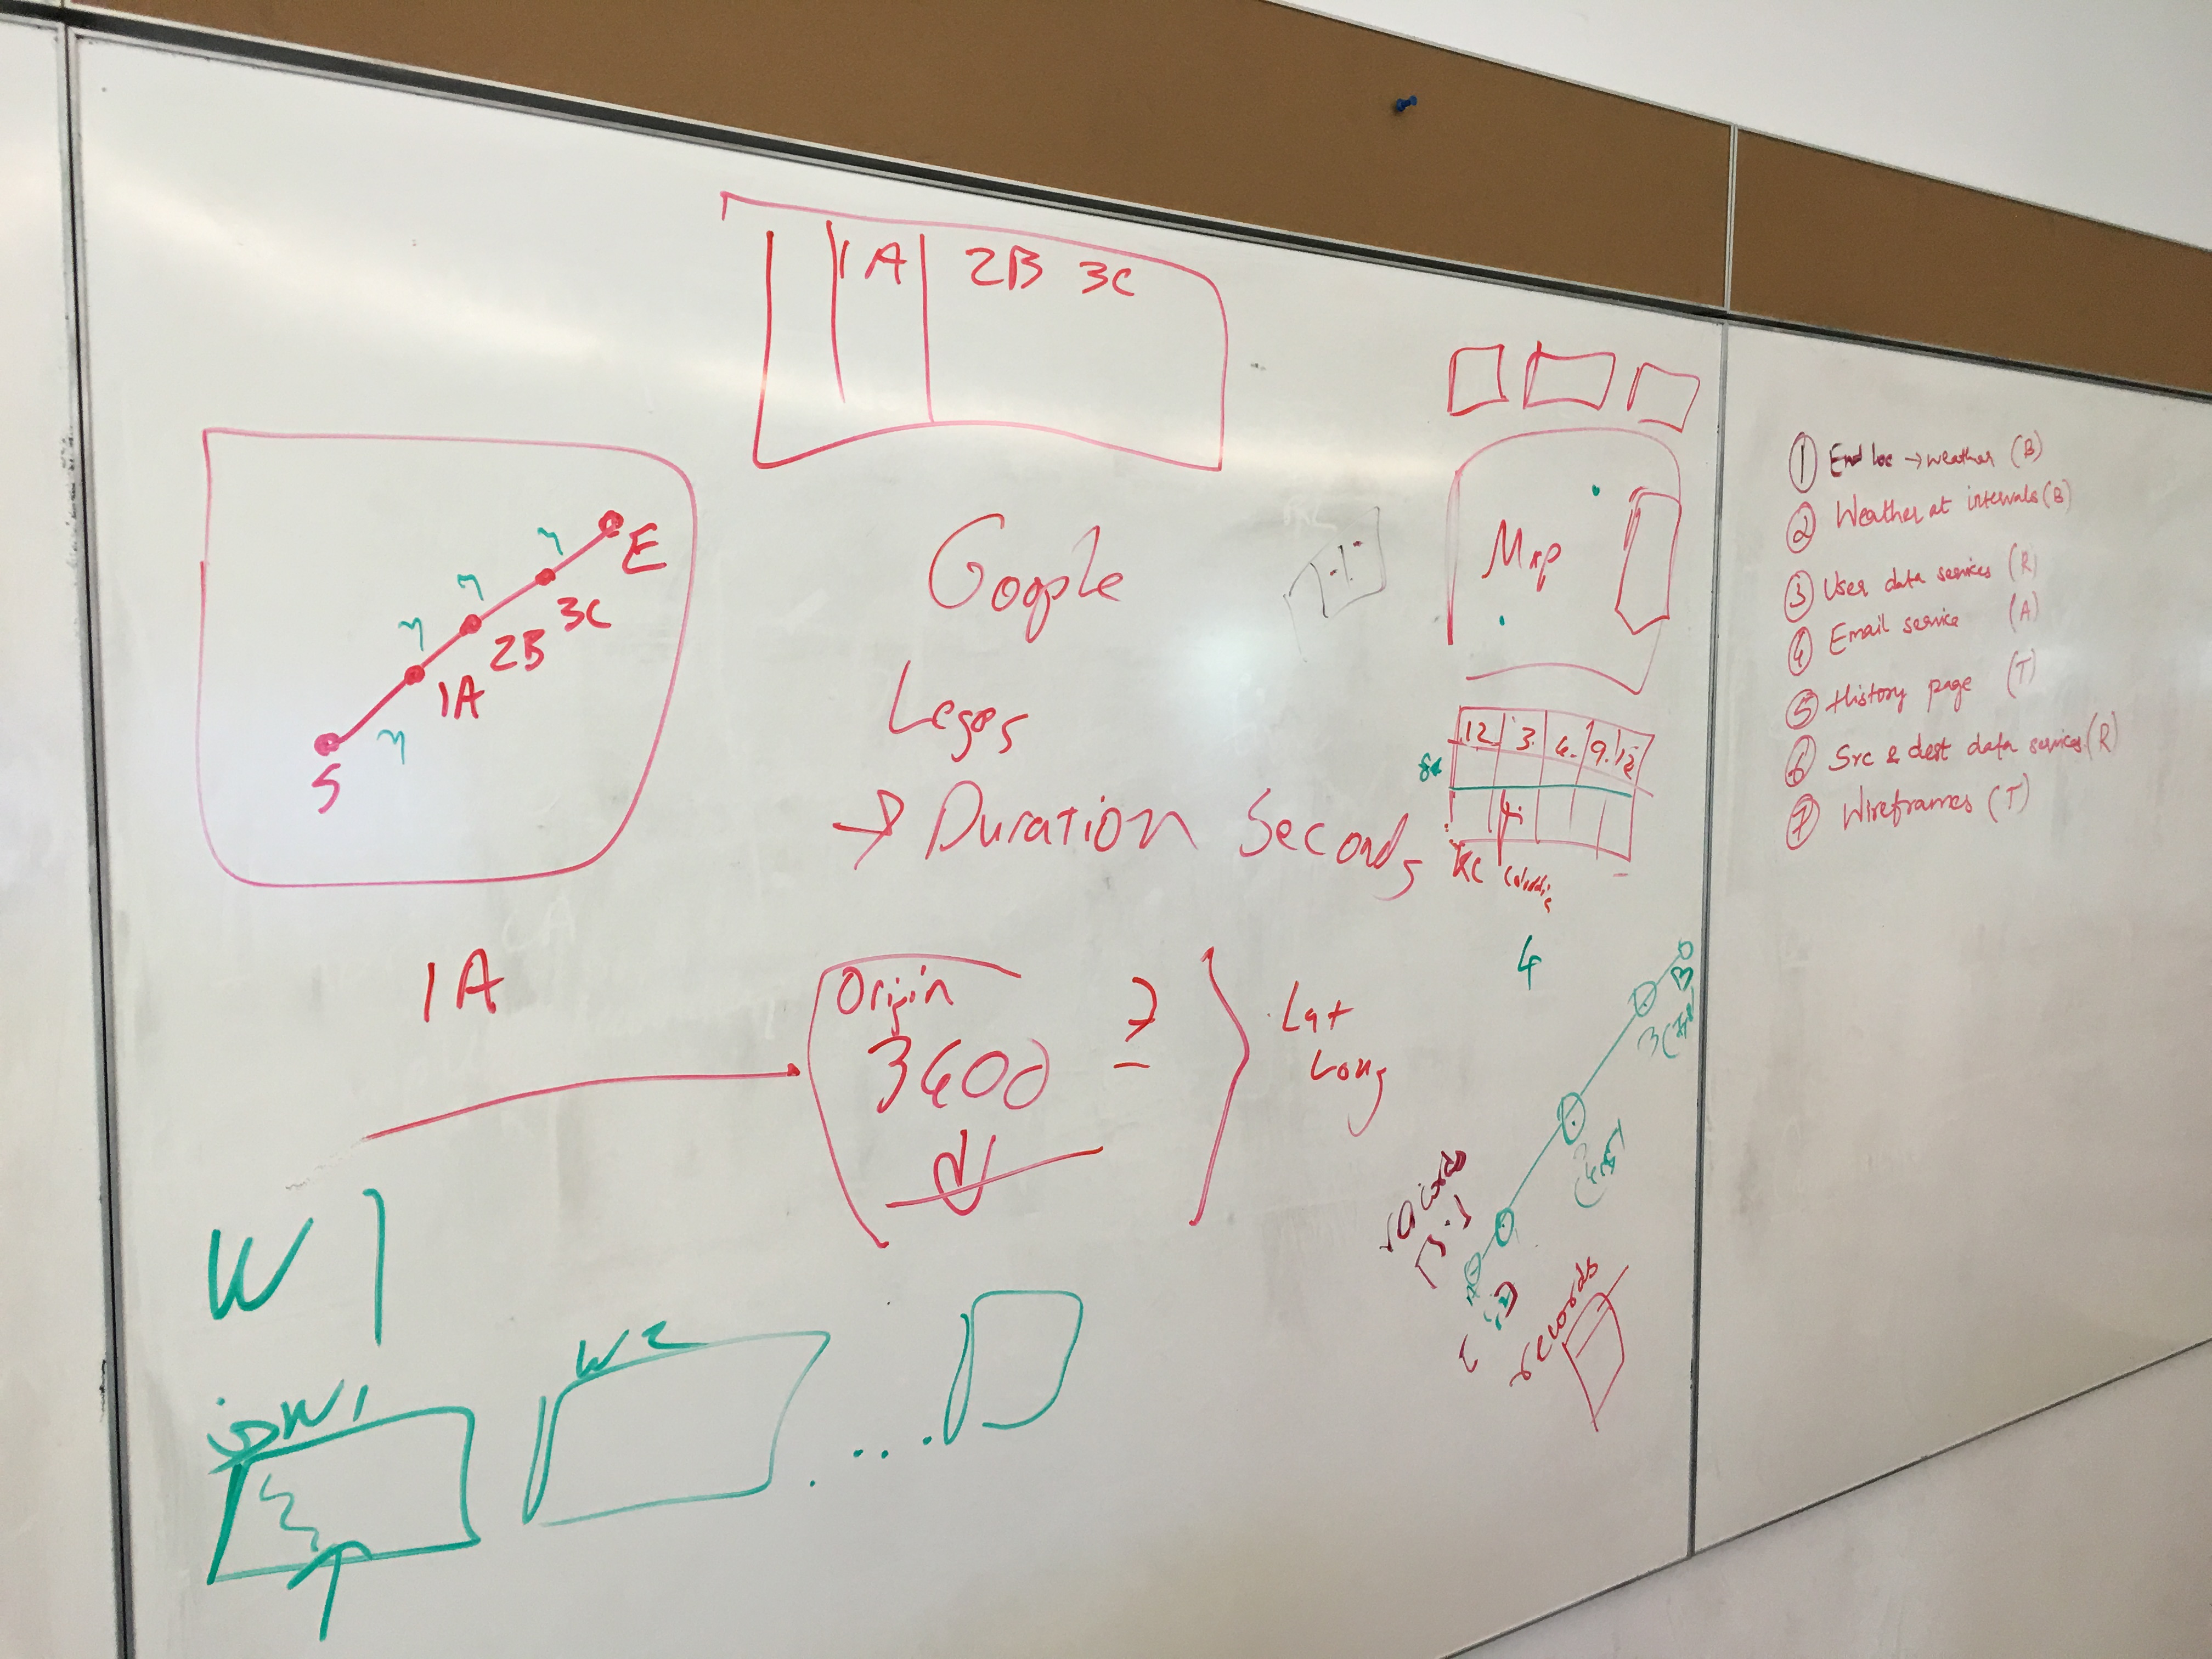 1A 2B 3C
E
3C
2B
1A
S
Google
Legs
→ Duration Seconds
Map
12 3 6 9 12
KC
4
1A
Origin
3600
Lat
Long
W1
W1
W2
records
① End loc → weather (B)
② Weather at intervals (B)
③ User data services (R)
④ Email service (A)
⑤ History page (T)
⑥ Src & dest data services (R)
⑦ Wireframes (T)